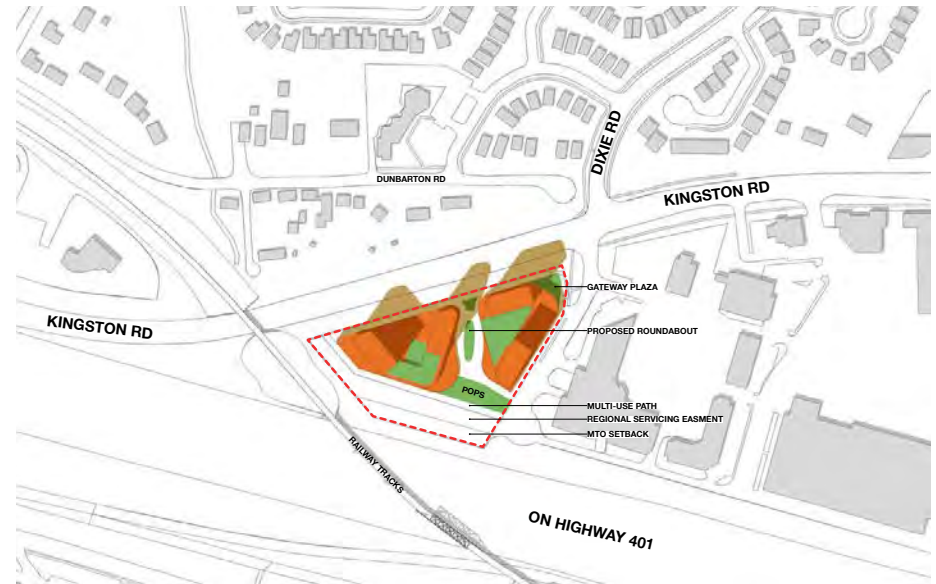 DIXIE RD
DUNBARTON RD
KINGSTON RD
GATEWAY PLAZA
KINGSTON RD
PROPOSED ROUNDABOUT
POPS
MULTI-USE PATH
REGIONAL SERVICING EASMENT
MTO SETBACK
RAILWAY TRACKS
ON HIGHWAY 401